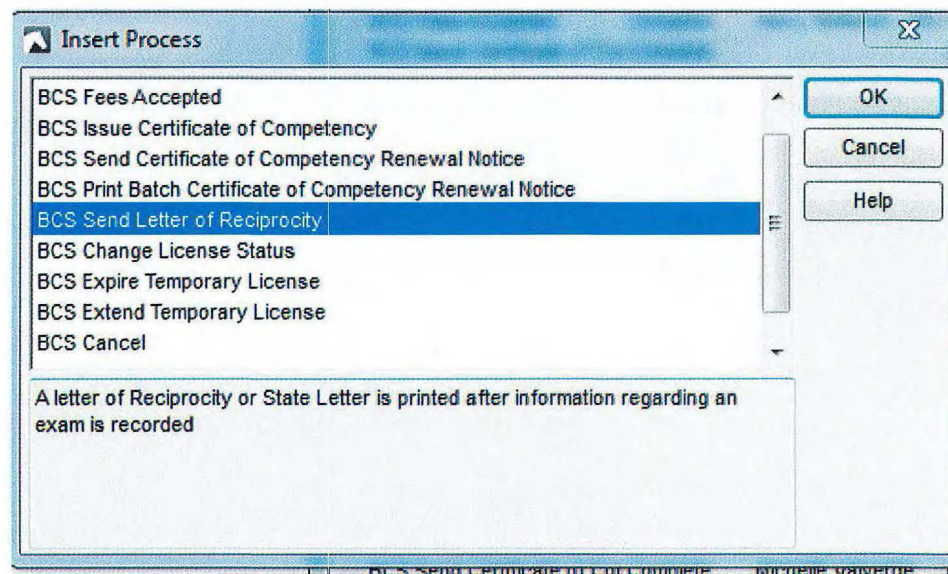 Insert Process
BCS Fees Accepted
BCS Issue Certificate of Competency
BCS Send Certificate of Competency Renewal Notice
BCS Print Batch Certificate of Competency Renewal Notice
BCS Send Letter of Reciprocity
BCS Change License Status
BCS Expire Temporary License
BCS Extend Temporary License
BCS Cancel
OK
Cancel
Help
A letter of Reciprocity or State Letter is printed after information regarding an
exam is recorded